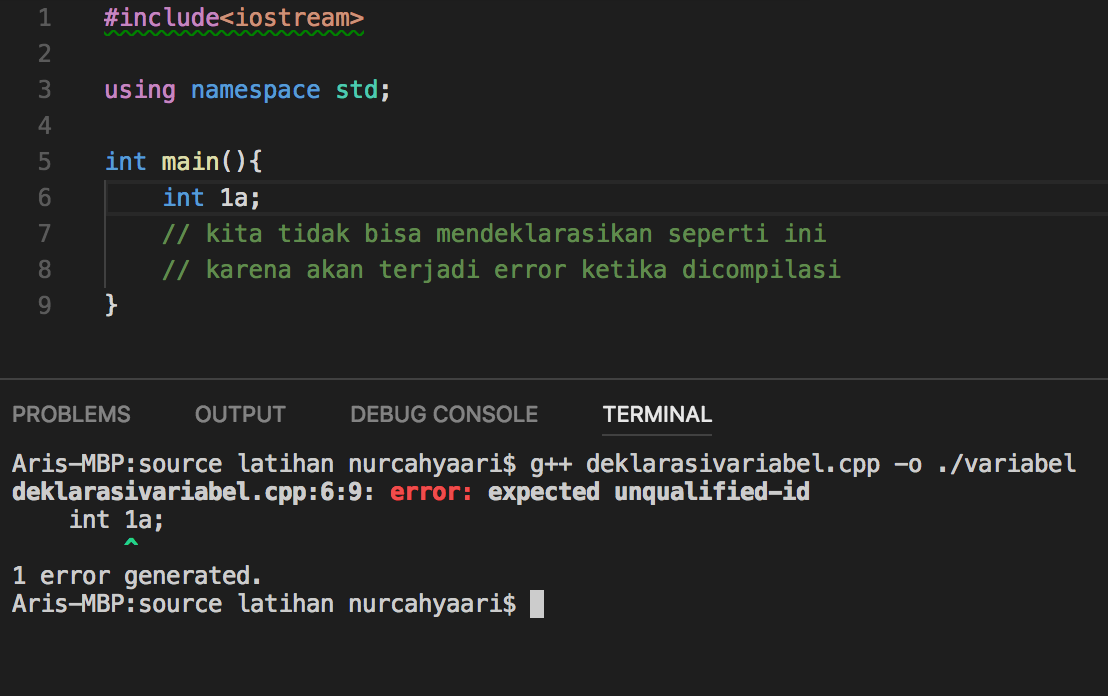 1 #include<iostream>
2
3 using namespace std;
4
5 int main(){
6     int 1a;
7     // kita tidak bisa mendeklarasikan seperti ini
8     // karena akan terjadi error ketika dicompilasi
9 }
PROBLEMS OUTPUT DEBUG CONSOLE TERMINAL
Aris-MBP:source latihan nurcahyaari$ g++ deklarasivariabel.cpp -o ./variabel
deklarasivariabel.cpp:6:9: error: expected unqualified-id
    int 1a;
        ^
1 error generated.
Aris-MBP:source latihan nurcahyaari$